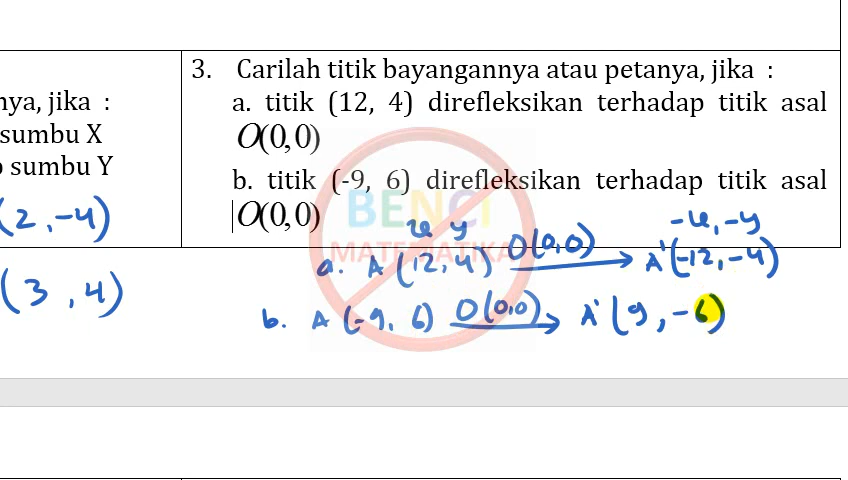 3. Carilah titik bayangannya atau petanya, jika :
a. titik (12, 4) direfleksikan terhadap titik asal
O(0,0)
b. titik (-9, 6) direfleksikan terhadap titik asal
O(0,0)
nya, jika :
sumbu X
sumbu Y
(2, -4)
(3, 4)
x y
-x, -y
a. A (12, 4) O(0,0) → A'(-12, -4)
b. A (-9, 6) O(0,0) → A'(9, -6)
BENCI
MATEMATIKA